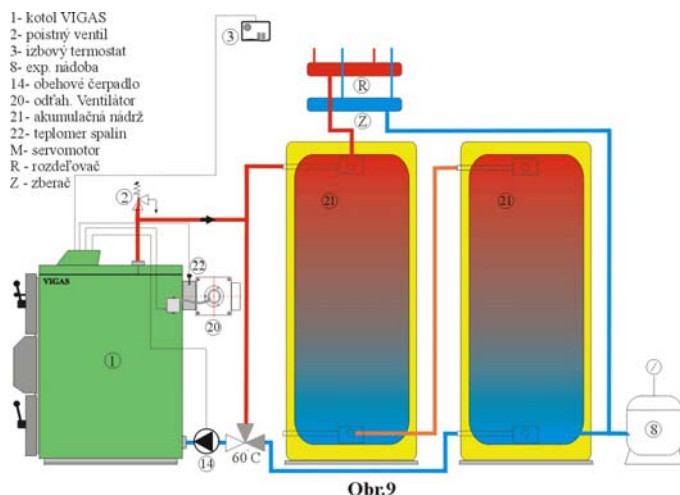 1- kotol VIGAS
2- poistný ventil
3- izbový termostat
8- exp. nádoba
14- obehové čerpadlo
20- odťah. Ventilátor
21- akumulačná nádrž
22- teplomer spalín
M- servomotor
R - rozdeľovač
Z - zberač
3
R
Z
2
21
21
22
VIGAS
20
1
8
14
60 C
Obr.9